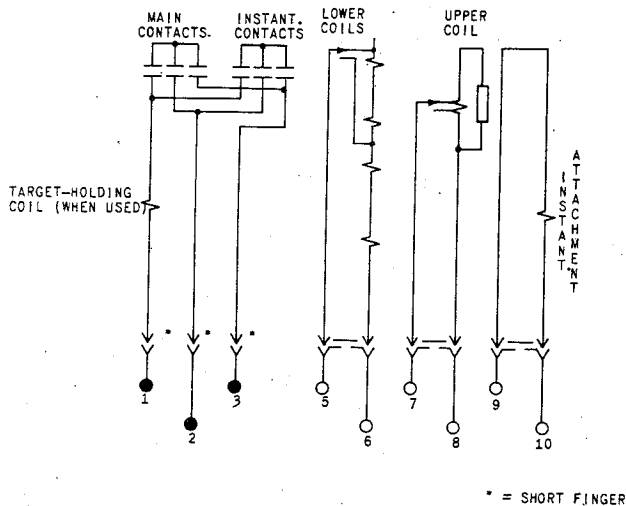 MAIN
CONTACTS.
INSTANT.
CONTACTS
LOWER
COILS
UPPER
COIL
TARGET-HOLDING
COIL (WHEN USED)
INSTANT.
ATTACHMENT
*
*
*
1
2
3
5
6
7
8
9
10
* = SHORT FINGER